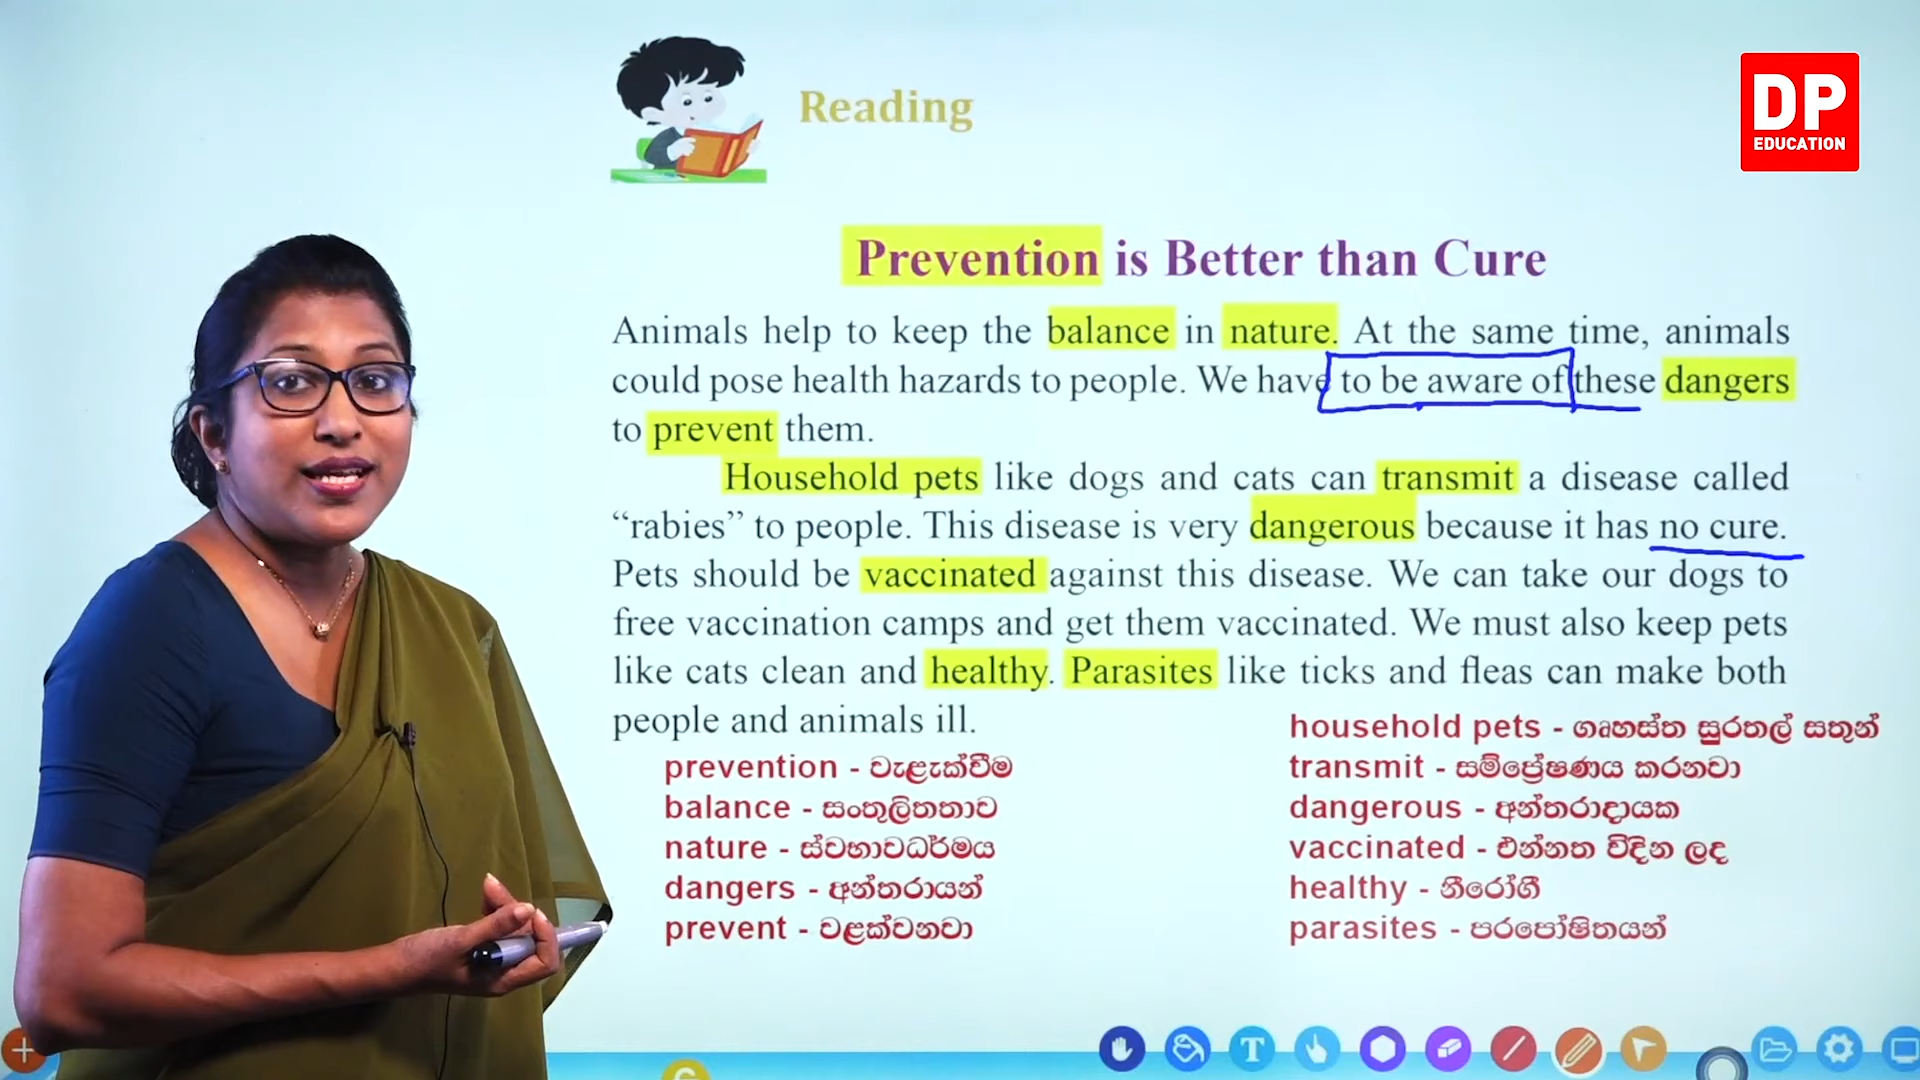 Reading
DP
EDUCATION
Prevention is Better than Cure
Animals help to keep the balance in nature. At the same time, animals
could pose health hazards to people. We have to be aware of these dangers
to prevent them.
Household pets like dogs and cats can transmit a disease called
“rabies” to people. This disease is very dangerous because it has no cure.
Pets should be vaccinated against this disease. We can take our dogs to
free vaccination camps and get them vaccinated. We must also keep pets
like cats clean and healthy. Parasites like ticks and fleas can make both
people and animals ill.
prevention - වැළැක්වීම
balance - සංතුලිතතාව
nature - ස්වභාවධර්මය
dangers - අන්තරායන්
prevent - වළක්වනවා
household pets - ගෘහස්ත සුරතල් සතුන්
transmit - සම්ප්‍රේෂණය කරනවා
dangerous - අන්තරාදායක
vaccinated - එන්නත විදින ලද
healthy - නීරෝගී
parasites - පරපෝෂිතයන්